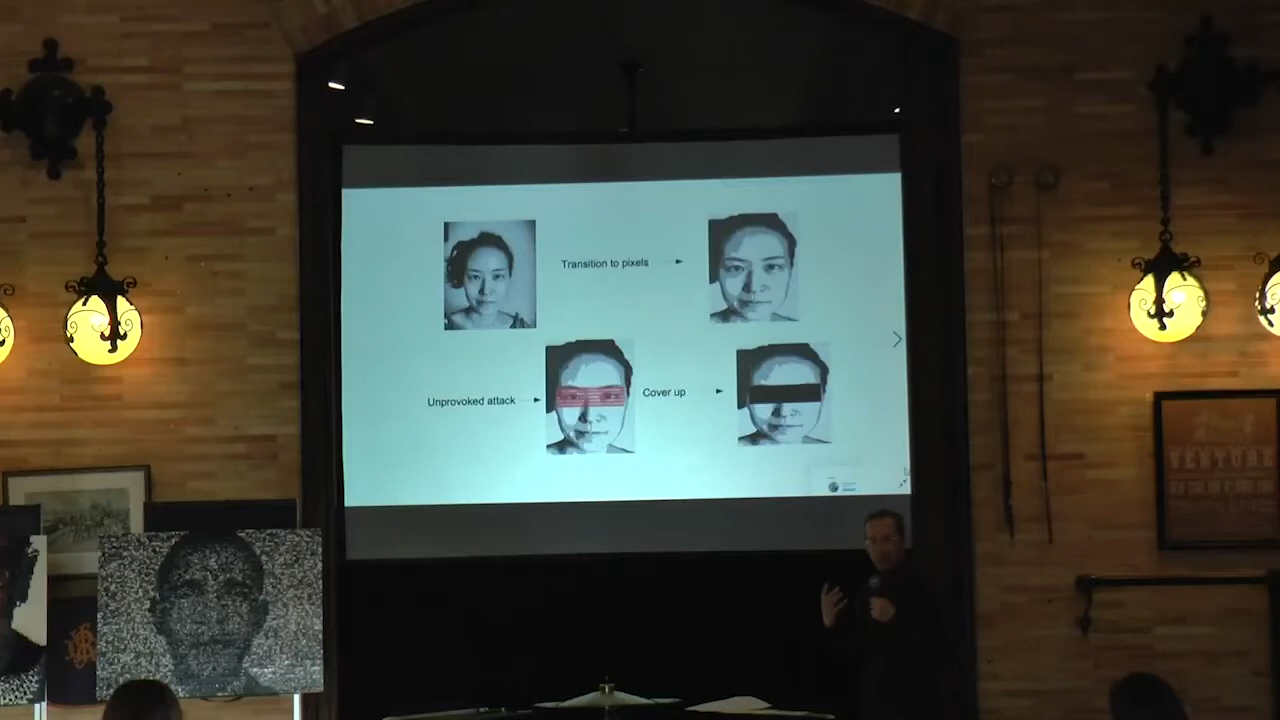 Transition to pixels
Unprovoked attack
Cover up